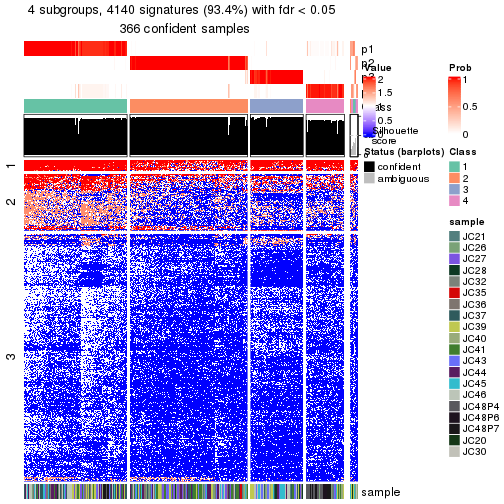 4 subgroups, 4140 signatures (93.4%) with fdr < 0.05
366 confident samples
p1
p2
Value
2
1.5
1
0.5
0
Prob
1
0.5
0
Silhouette
score
Status (barplots)
confident
ambiguous
Class
1
2
3
4
1
2
3
sample
JC21
JC26
JC27
JC28
JC32
JC35
JC36
JC37
JC39
JC40
JC41
JC43
JC44
JC45
JC46
JC48P4
JC48P6
JC48P7
JC20
JC30
sample